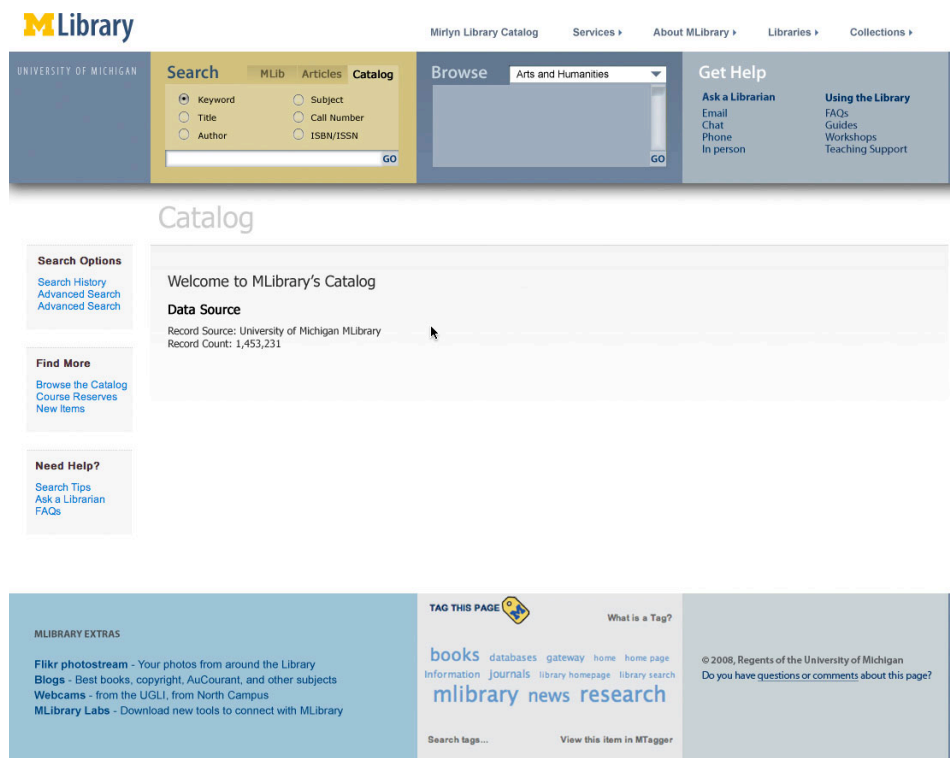 MLibrary
Mirlyn Library Catalog Services About MLibrary Libraries Collections
UNIVERSITY OF MICHIGAN
Search MLib Articles Catalog
Keyword Subject
Title Call Number
Author ISBN/ISSN
GO
Browse Arts and Humanities
GO
Get Help
Ask a Librarian
Email
Chat
Phone
In person
Using the Library
FAQs
Guides
Workshops
Teaching Support
Catalog
Search Options
Search History
Advanced Search
Advanced Search
Find More
Browse the Catalog
Course Reserves
New Items
Need Help?
Search Tips
Ask a Librarian
FAQs
Welcome to MLibrary's Catalog
Data Source
Record Source: University of Michigan MLibrary
Record Count: 1,453,231
MLIBRARY EXTRAS
Flikr photostream - Your photos from around the Library
Blogs - Best books, copyright, AuCourant, and other subjects
Webcams - from the UGLI, from North Campus
MLibrary Labs - Download new tools to connect with MLibrary
TAG THIS PAGE
M
What is a Tag?
books databases gateway home home page
Information journals library homepage library search
mlibrary news research
Search tags... View this item in MTagger
© 2008, Regents of the University of Michigan
Do you have questions or comments about this page?